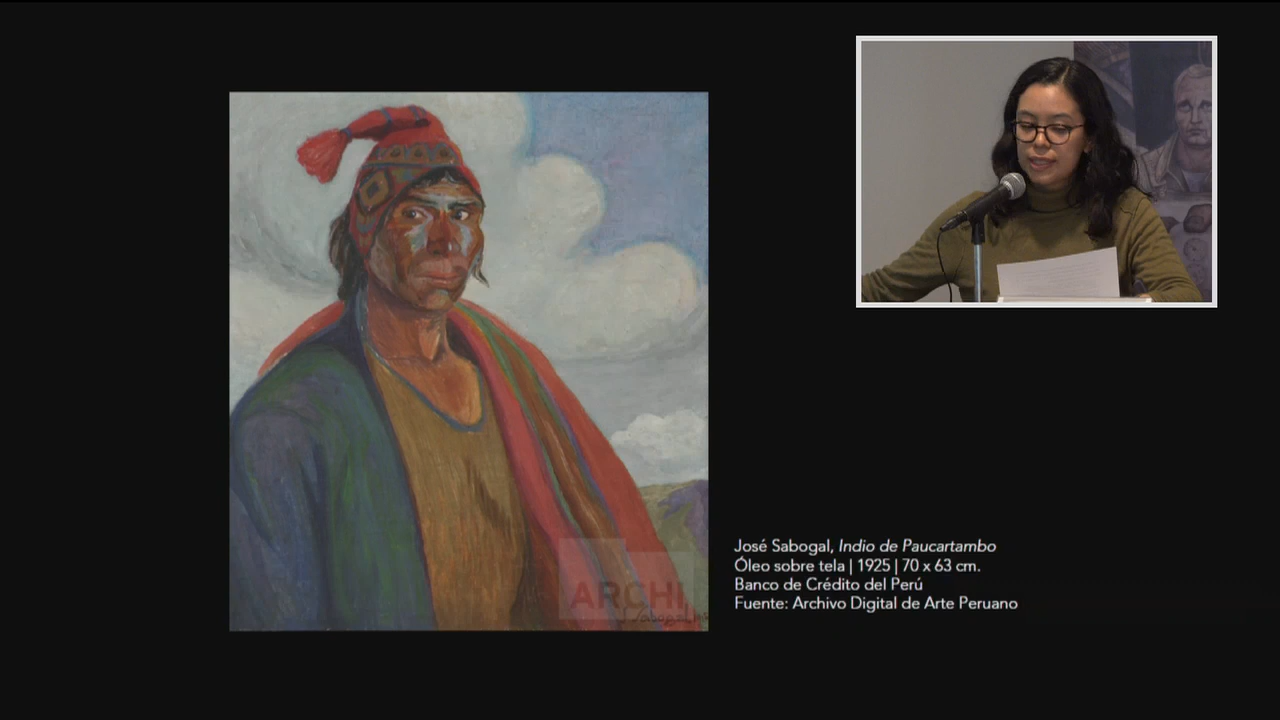 José Sabogal, Indio de Paucartambo
Óleo sobre tela | 1925 | 70 x 63 cm.
Banco de Crédito del Perú
Fuente: Archivo Digital de Arte Peruano
ARCHI